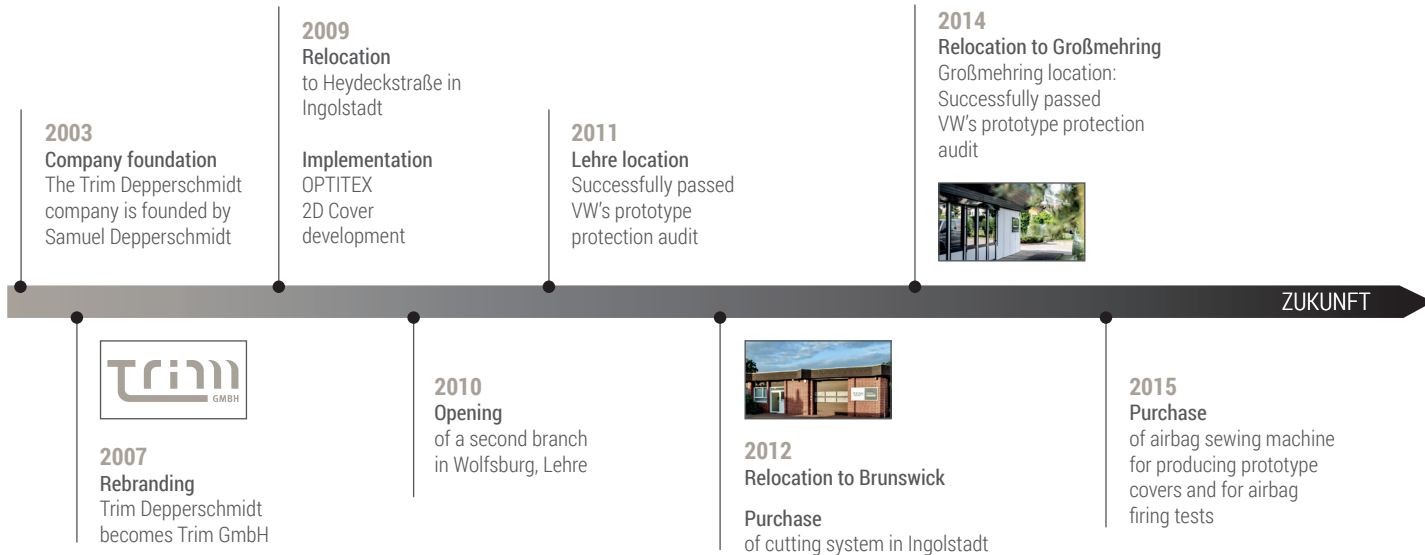 2003
Company foundation
The Trim Depperschmidt
company is founded by
Samuel Depperschmidt
2009
Relocation
to Heydeckstraße in
Ingolstadt
Implementation
OPTITEX
2D Cover
development
2011
Lehre location
Successfully passed
VW's prototype
protection audit
2014
Relocation to Großmehring
Großmehring location:
Successfully passed
VW's prototype protection
audit
ZUKUNFT
Trim
GMBH
2007
Rebranding
Trim Depperschmidt
becomes Trim GmbH
2010
Opening
of a second branch
in Wolfsburg, Lehre
2012
Relocation to Brunswick
Purchase
of cutting system in Ingolstadt
2015
Purchase
of airbag sewing machine
for producing prototype
covers and for airbag
firing tests